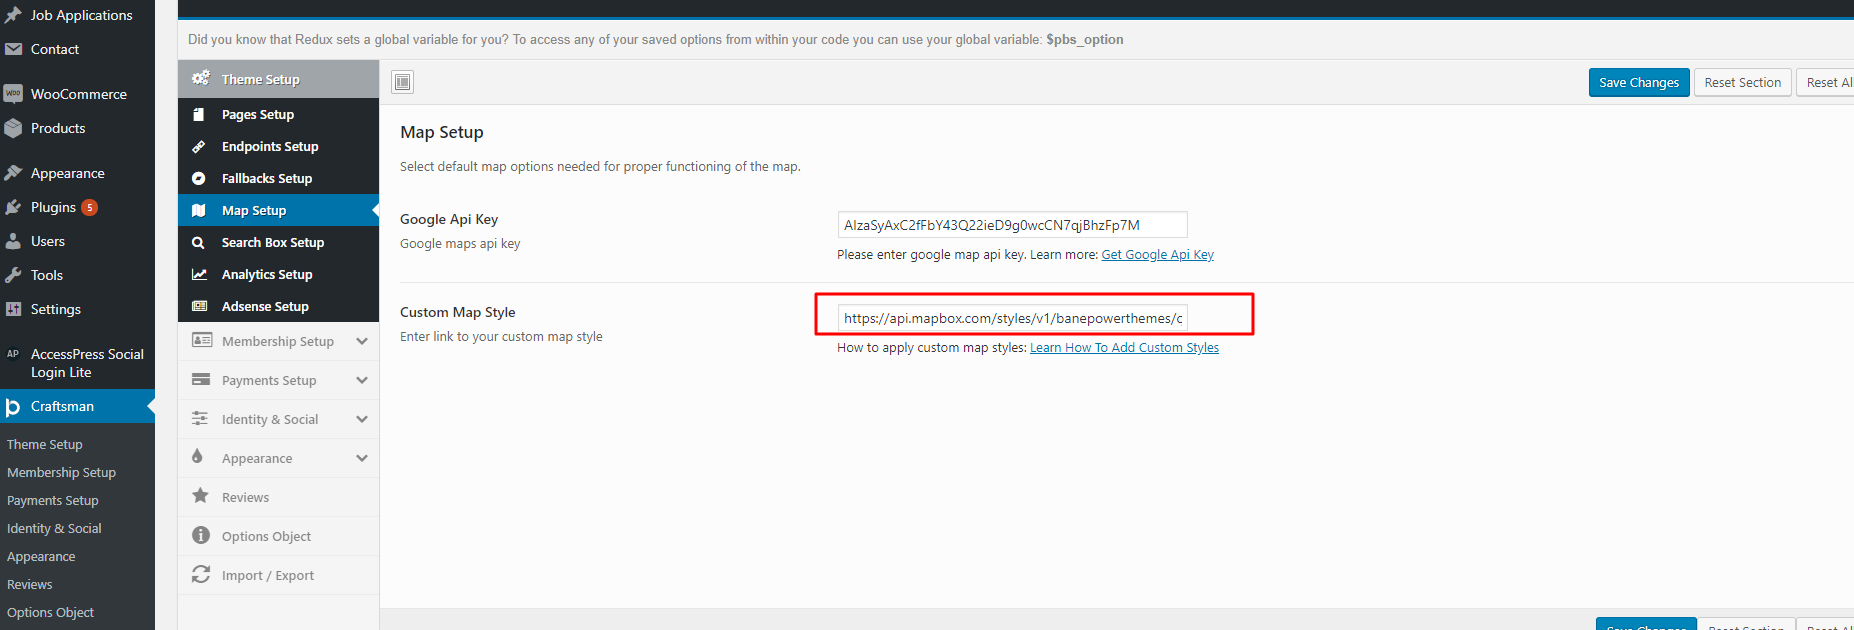 Job Applications
Contact
WOO WooCommerce
Products
Appearance
Plugins 5
Users
Tools
Settings
AP AccessPress Social
Login Lite
Craftsman
Theme Setup
Membership Setup
Payments Setup
Identity & Social
Appearance
Reviews
Options Object
Did you know that Redux sets a global variable for you? To access any of your saved options from within your code you can use your global variable: $pbs_option
Theme Setup
Pages Setup
Endpoints Setup
Fallbacks Setup
Map Setup
Search Box Setup
Analytics Setup
Adsense Setup
Membership Setup
Payments Setup
Identity & Social
Appearance
Reviews
Options Object
Import / Export
Save Changes Reset Section Reset Al
Map Setup
Select default map options needed for proper functioning of the map.
Google Api Key
Google maps api key
AIzaSyAxC2fFbY43Q22ieD9g0wcCN7qjBhzFp7M
Please enter google map api key. Learn more: Get Google Api Key
Custom Map Style
Enter link to your custom map style
https://api.mapbox.com/styles/v1/banepowerthemes/c
How to apply custom map styles: Learn How To Add Custom Styles
Save Changes Reset Section Reset Al